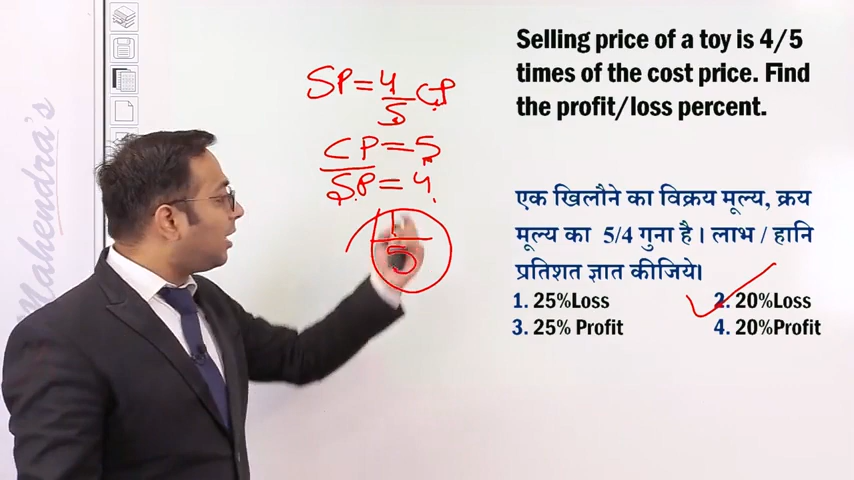 Selling price of a toy is 4/5
times of the cost price. Find
the profit/loss percent.
SP = 4/5 CP
CP = 5
SP = 4
1/5
एक खिलौने का विक्रय मूल्य, क्रय
मूल्य का 5/4 गुना है। लाभ / हानि
प्रतिशत ज्ञात कीजिये।
1. 25%Loss 2. 20%Loss
3. 25% Profit 4. 20%Profit
Mahendra's